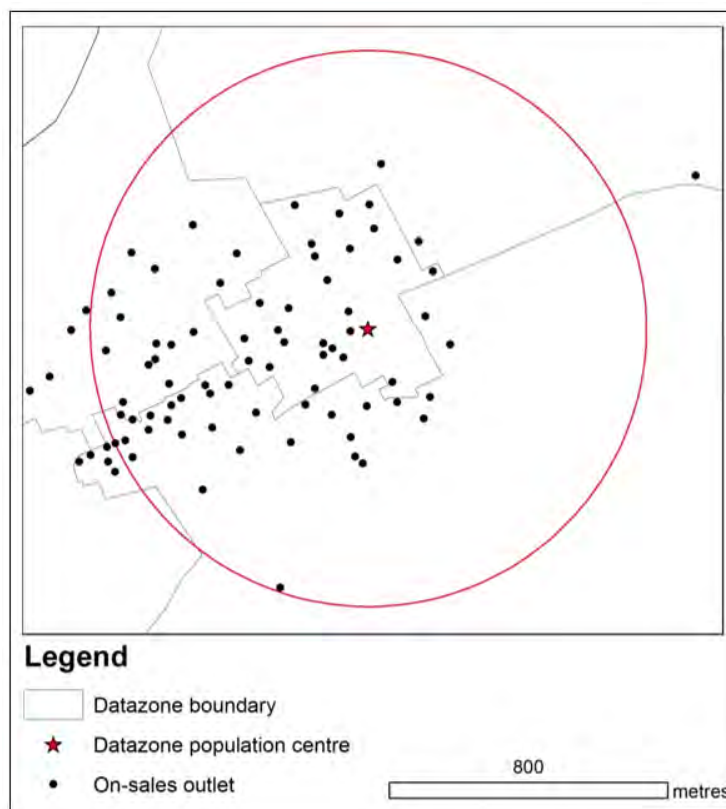 Legend
Datazone boundary
Datazone population centre
On-sales outlet
800
metres